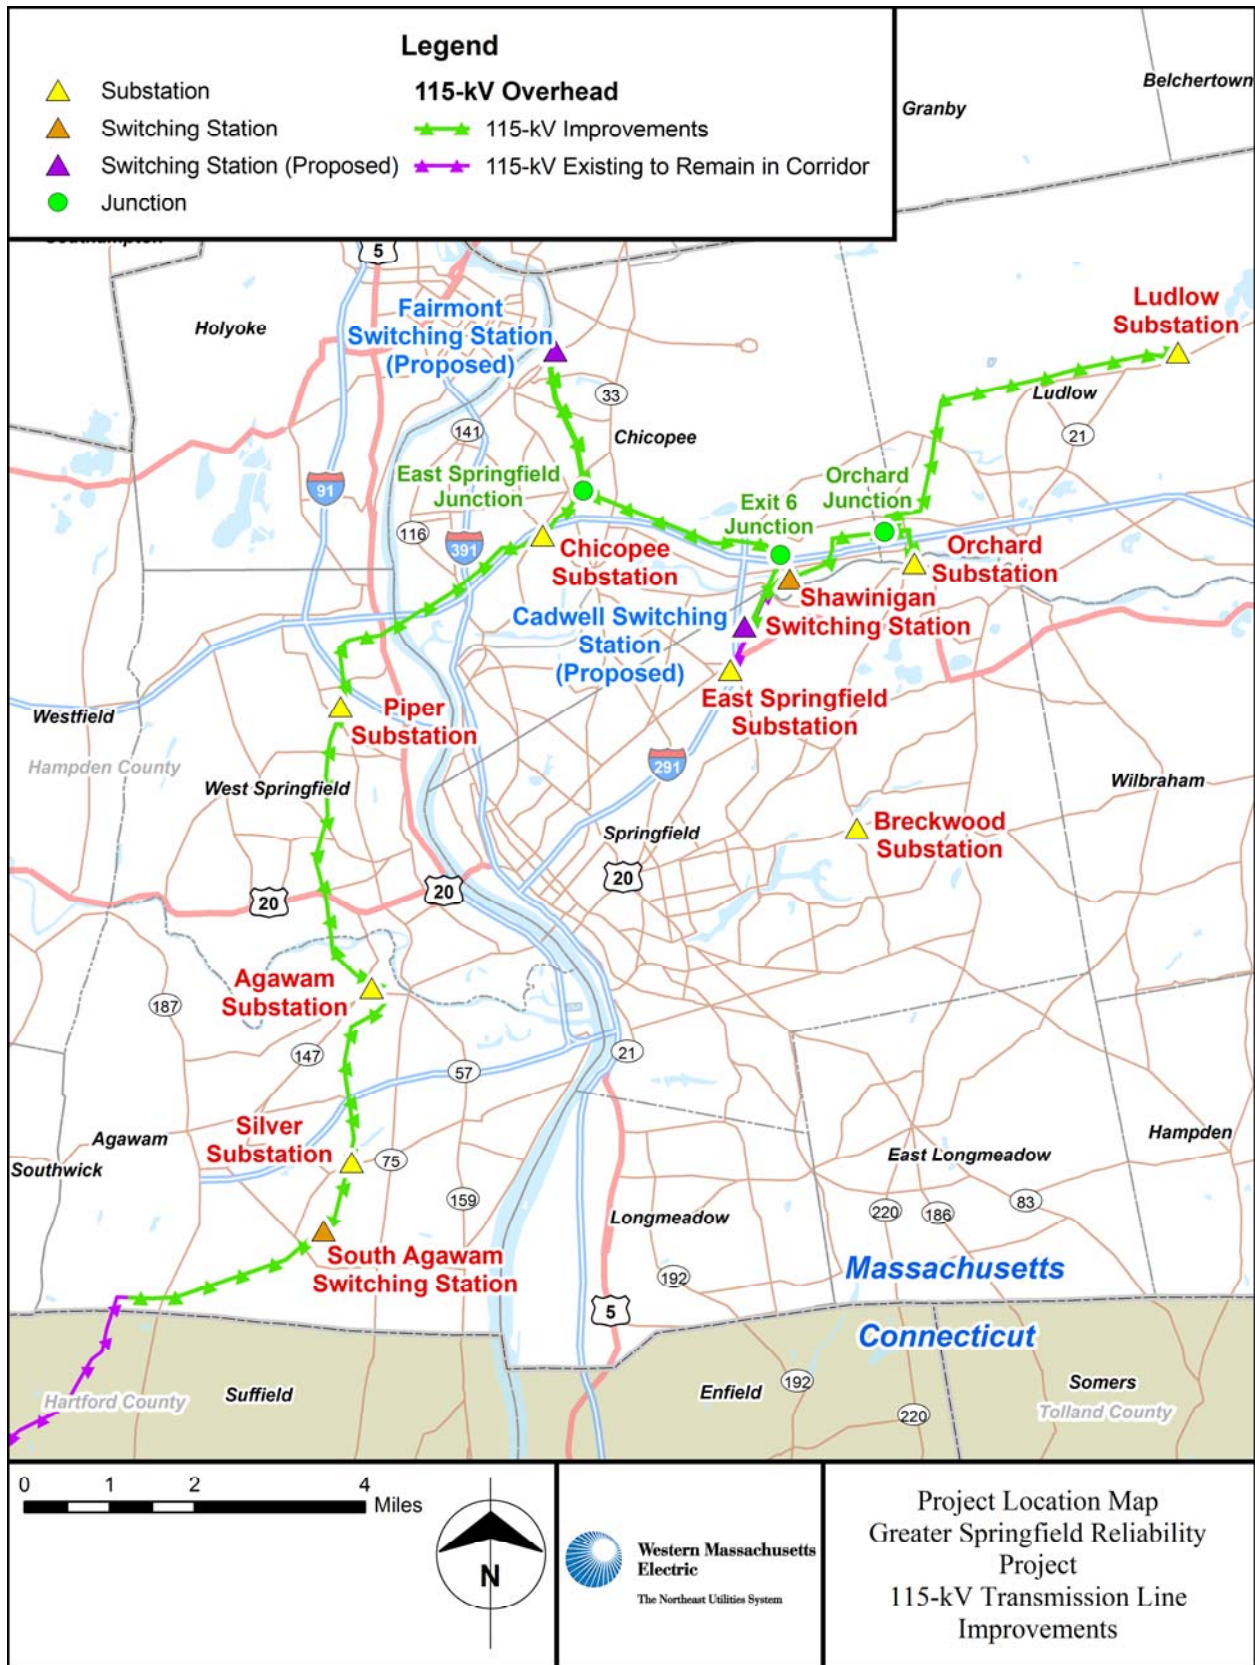 Legend
Substation
Switching Station
Switching Station (Proposed)
Junction
115-kV Overhead
115-kV Improvements
115-kV Existing to Remain in Corridor
Belchertown
Granby
5
Holyoke
Fairmont
Switching Station
(Proposed)
Ludlow
Substation
33
Ludlow
141
Chicopee
21
East Springfield
Junction
Orchard
Junction
91
Exit 6
Junction
116
391
Chicopee
Substation
Orchard
Substation
Shawinigan
Switching Station
Cadwell Switching
Station
(Proposed)
East Springfield
Substation
Piper
Substation
Westfield
Hampden County
West Springfield
291
Wilbraham
Springfield
Breckwood
Substation
20
20
20
Agawam
Substation
187
147
57
21
Silver
Substation
Agawam
Southwick
75
159
Hampden
East Longmeadow
220
186
83
Longmeadow
South Agawam
Switching Station
192
Massachusetts
5
Connecticut
Hartford County
Suffield
Enfield
192
220
Somers
Tolland County
0 1 2 4
Miles
N
Western Massachusetts
Electric
The Northeast Utilities System
Project Location Map
Greater Springfield Reliability
Project
115-kV Transmission Line
Improvements